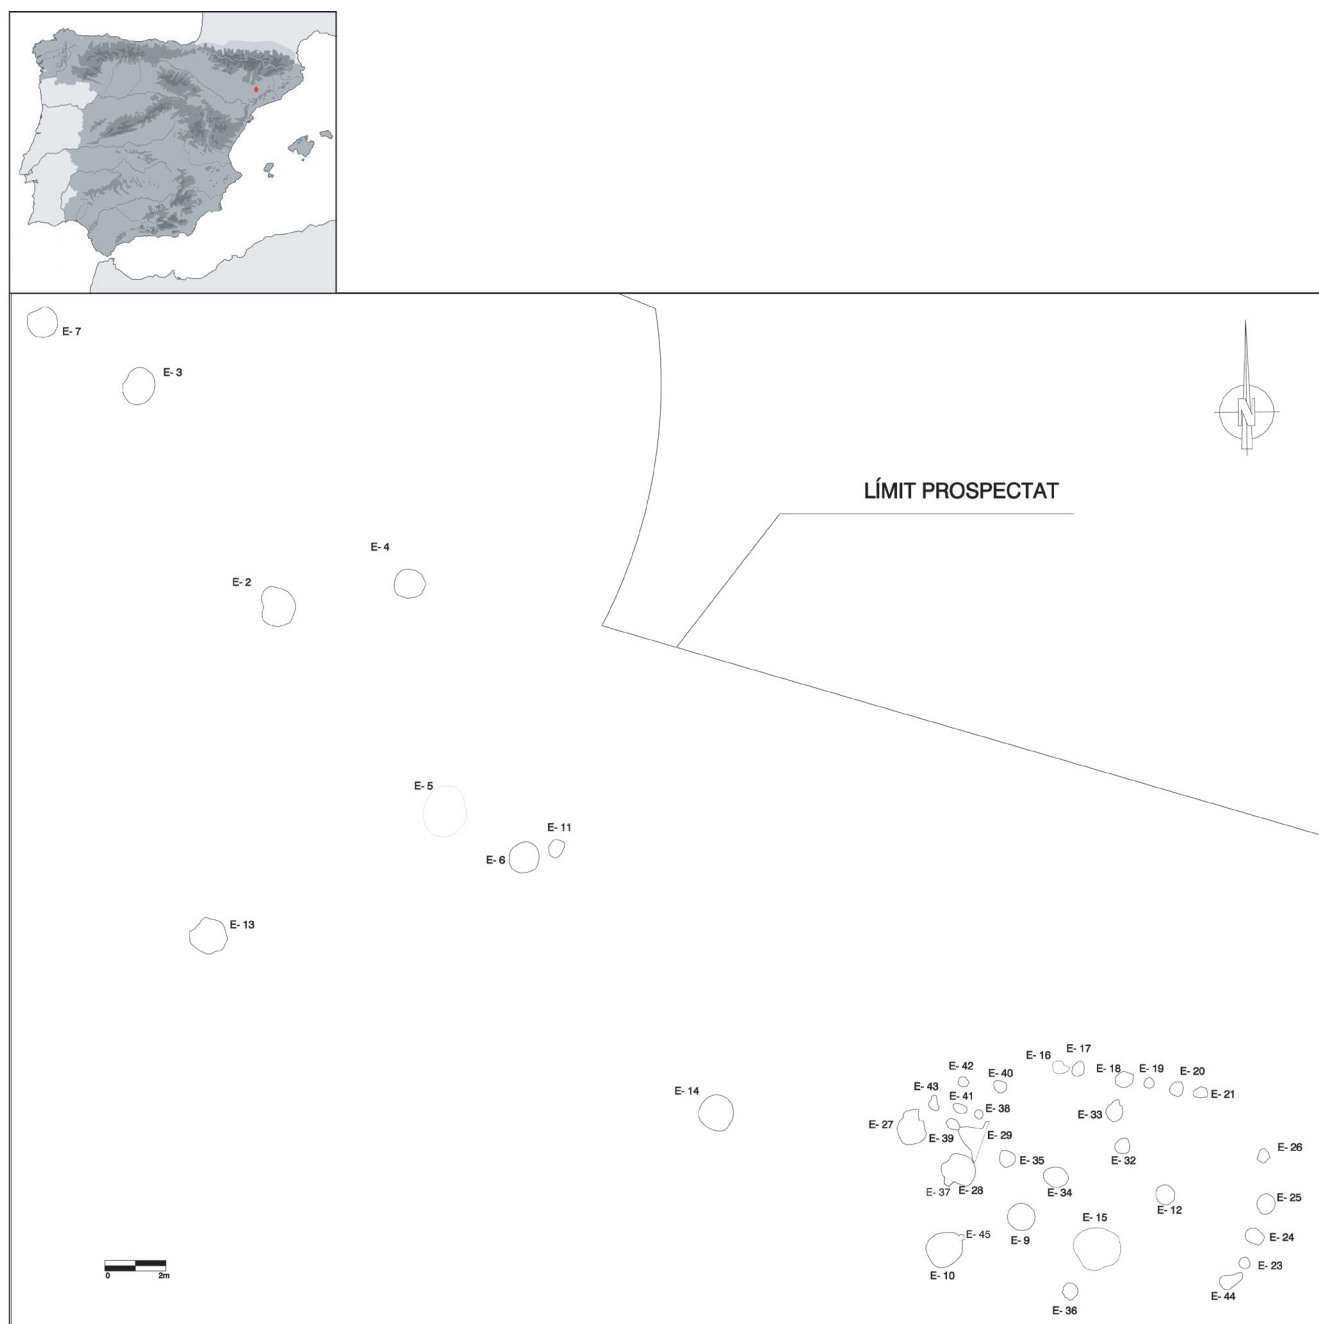 E- 7
E- 3
N
LÍMIT PROSPECTAT
E- 4
E- 2
E- 5
E- 11
E- 6
E- 13
E- 17
E- 16
E- 42
E- 40
E- 18
E- 19
E- 20
E- 43
E- 41
E- 21
E- 14
E- 38
E- 33
E- 27
E- 39
E- 29
E- 26
E- 35
E- 32
E- 37
E- 28
E- 34
E- 25
E- 12
E- 15
E- 45
E- 9
E- 24
E- 23
E- 10
E- 44
0 2m
E- 36